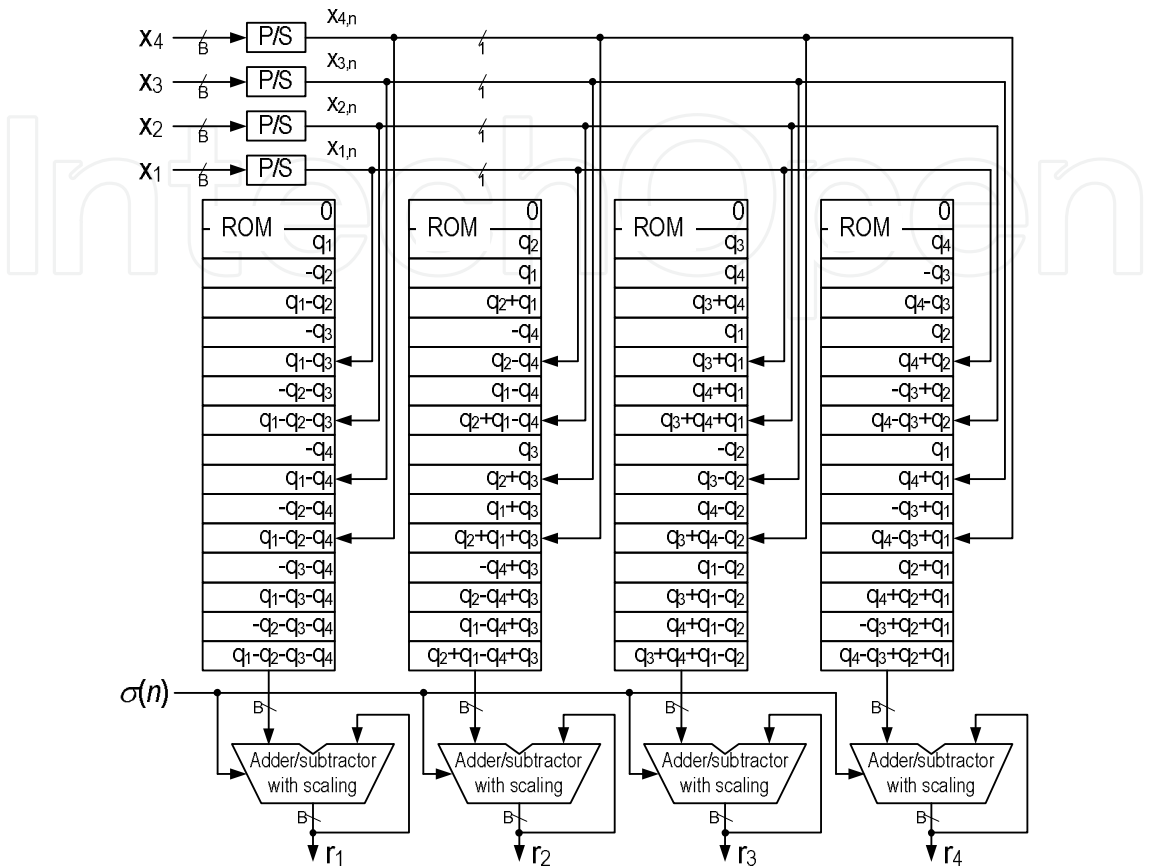 x4 B P/S x4,n 1
x3 B P/S x3,n 1
x2 B P/S x2,n 1
x1 B P/S x1,n 1
IntechOpen
0 0 0 0
ROM ROM ROM ROM
q1 q2 q3 q4
-q2 q1 q4 -q3
q1-q2 q2+q1 q3+q4 q4-q3
-q3 -q4 q1 q2
q1-q3 q2-q4 q3+q1 q4+q2
-q2-q3 q1-q4 q4+q1 -q3+q2
q1-q2-q3 q2+q1-q4 q3+q4+q1 q4-q3+q2
-q4 q3 -q2 q1
q1-q4 q2+q3 q3-q2 q4+q1
-q2-q4 q1+q3 q4-q2 -q3+q1
q1-q2-q4 q2+q1+q3 q3+q4-q2 q4-q3+q1
-q3-q4 -q4+q3 q1-q2 q2+q1
q1-q3-q4 q2-q4+q3 q3+q1-q2 q4+q2+q1
-q2-q3-q4 q1-q4+q3 q4+q1-q2 -q3+q2+q1
q1-q2-q3-q4 q2+q1-q4+q3 q3+q4+q1-q2 q4-q3+q2+q1
σ(n)
B B B B
Adder/subtractor Adder/subtractor Adder/subtractor Adder/subtractor
with scaling with scaling with scaling with scaling
B B B B
r1 r2 r3 r4